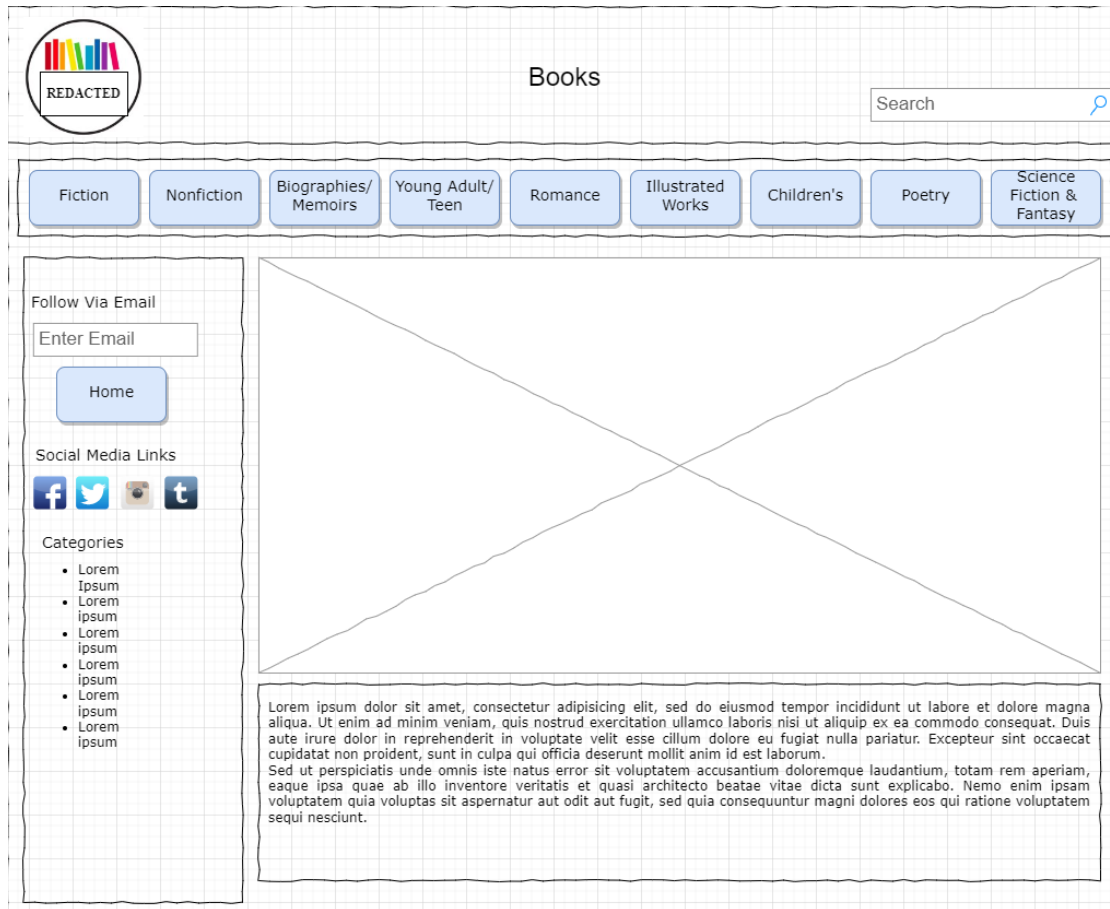 REDACTED
Books
Search
Fiction
Nonfiction
Biographies/
Memoirs
Young Adult/
Teen
Romance
Illustrated
Works
Children's
Poetry
Science
Fiction &
Fantasy
Follow Via Email
Enter Email
Home
Social Media Links
f
t
Categories
• Lorem
Ipsum
• Lorem
ipsum
• Lorem
ipsum
• Lorem
ipsum
• Lorem
ipsum
• Lorem
ipsum
Lorem ipsum dolor sit amet, consectetur adipisicing elit, sed do eiusmod tempor incididunt ut labore et dolore magna
aliqua. Ut enim ad minim veniam, quis nostrud exercitation ullamco laboris nisi ut aliquip ex ea commodo consequat. Duis
aute irure dolor in reprehenderit in voluptate velit esse cillum dolore eu fugiat nulla pariatur. Excepteur sint occaecat
cupidatat non proident, sunt in culpa qui officia deserunt mollit anim id est laborum.
Sed ut perspiciatis unde omnis iste natus error sit voluptatem accusantium doloremque laudantium, totam rem aperiam,
eaque ipsa quae ab illo inventore veritatis et quasi architecto beatae vitae dicta sunt explicabo. Nemo enim ipsam
voluptatem quia voluptas sit aspernatur aut odit aut fugit, sed quia consequuntur magni dolores eos qui ratione voluptatem
sequi nesciunt.